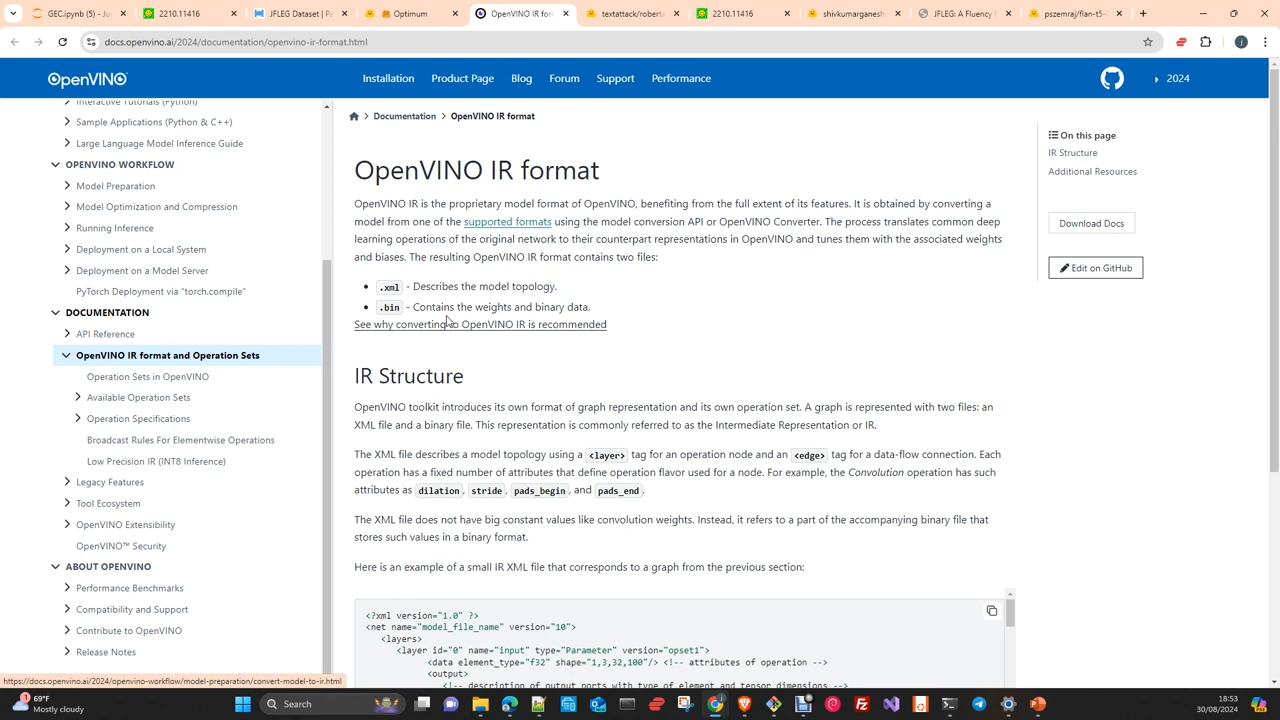 GEC.ipynb (5) - Ju
2210.11416
JFLEG Dataset | Pa
Optimum
OpenVINO IR for
textattack/roberta
2210.11416
shivkumarganesh
JFLEG: A Fluency C
pszemraj/flan-t5-
docs.openvino.ai/2024/documentation/openvino-ir-format.html
OpenVINO
Installation
Product Page
Blog
Forum
Support
Performance
2024
Interactive Tutorials (Python)
Sample Applications (Python & C++)
Large Language Model Inference Guide
OPENVINO WORKFLOW
Model Preparation
Model Optimization and Compression
Running Inference
Deployment on a Local System
Deployment on a Model Server
PyTorch Deployment via “torch.compile”
DOCUMENTATION
API Reference
OpenVINO IR format and Operation Sets
Operation Sets in OpenVINO
Available Operation Sets
Operation Specifications
Broadcast Rules For Elementwise Operations
Low Precision IR (INT8 Inference)
Legacy Features
Tool Ecosystem
OpenVINO Extensibility
OpenVINO™ Security
ABOUT OPENVINO
Performance Benchmarks
Compatibility and Support
Contribute to OpenVINO
Release Notes
https://docs.openvino.ai/2024/openvino-workflow/model-preparation/convert-model-to-ir.html
Documentation > OpenVINO IR format
OpenVINO IR format
OpenVINO IR is the proprietary model format of OpenVINO, benefiting from the full extent of its features. It is obtained by converting a
model from one of the supported formats using the model conversion API or OpenVINO Converter. The process translates common deep
learning operations of the original network to their counterpart representations in OpenVINO and tunes them with the associated weights
and biases. The resulting OpenVINO IR format contains two files:
• .xml - Describes the model topology.
• .bin - Contains the weights and binary data.
See why converting to OpenVINO IR is recommended
IR Structure
OpenVINO toolkit introduces its own format of graph representation and its own operation set. A graph is represented with two files: an
XML file and a binary file. This representation is commonly referred to as the Intermediate Representation or IR.
The XML file describes a model topology using a <layer> tag for an operation node and an <edge> tag for a data-flow connection. Each
operation has a fixed number of attributes that define operation flavor used for a node. For example, the Convolution operation has such
attributes as dilation, stride, pads_begin, and pads_end.
The XML file does not have big constant values like convolution weights. Instead, it refers to a part of the accompanying binary file that
stores such values in a binary format.
Here is an example of a small IR XML file that corresponds to a graph from the previous section:
<?xml version="1.0" ?>
<net name="model_file_name" version="10">
<layers>
<layer id="0" name="input" type="Parameter" version="opset1">
<data element_type="f32" shape="1,3,32,100"/> <!-- attributes of operation -->
<output>
<!-- description of output ports with type of element and tensor dimensions -->
On this page
IR Structure
Additional Resources
Download Docs
Edit on GitHub
69°F
Mostly cloudy
Search
18:53
30/08/2024